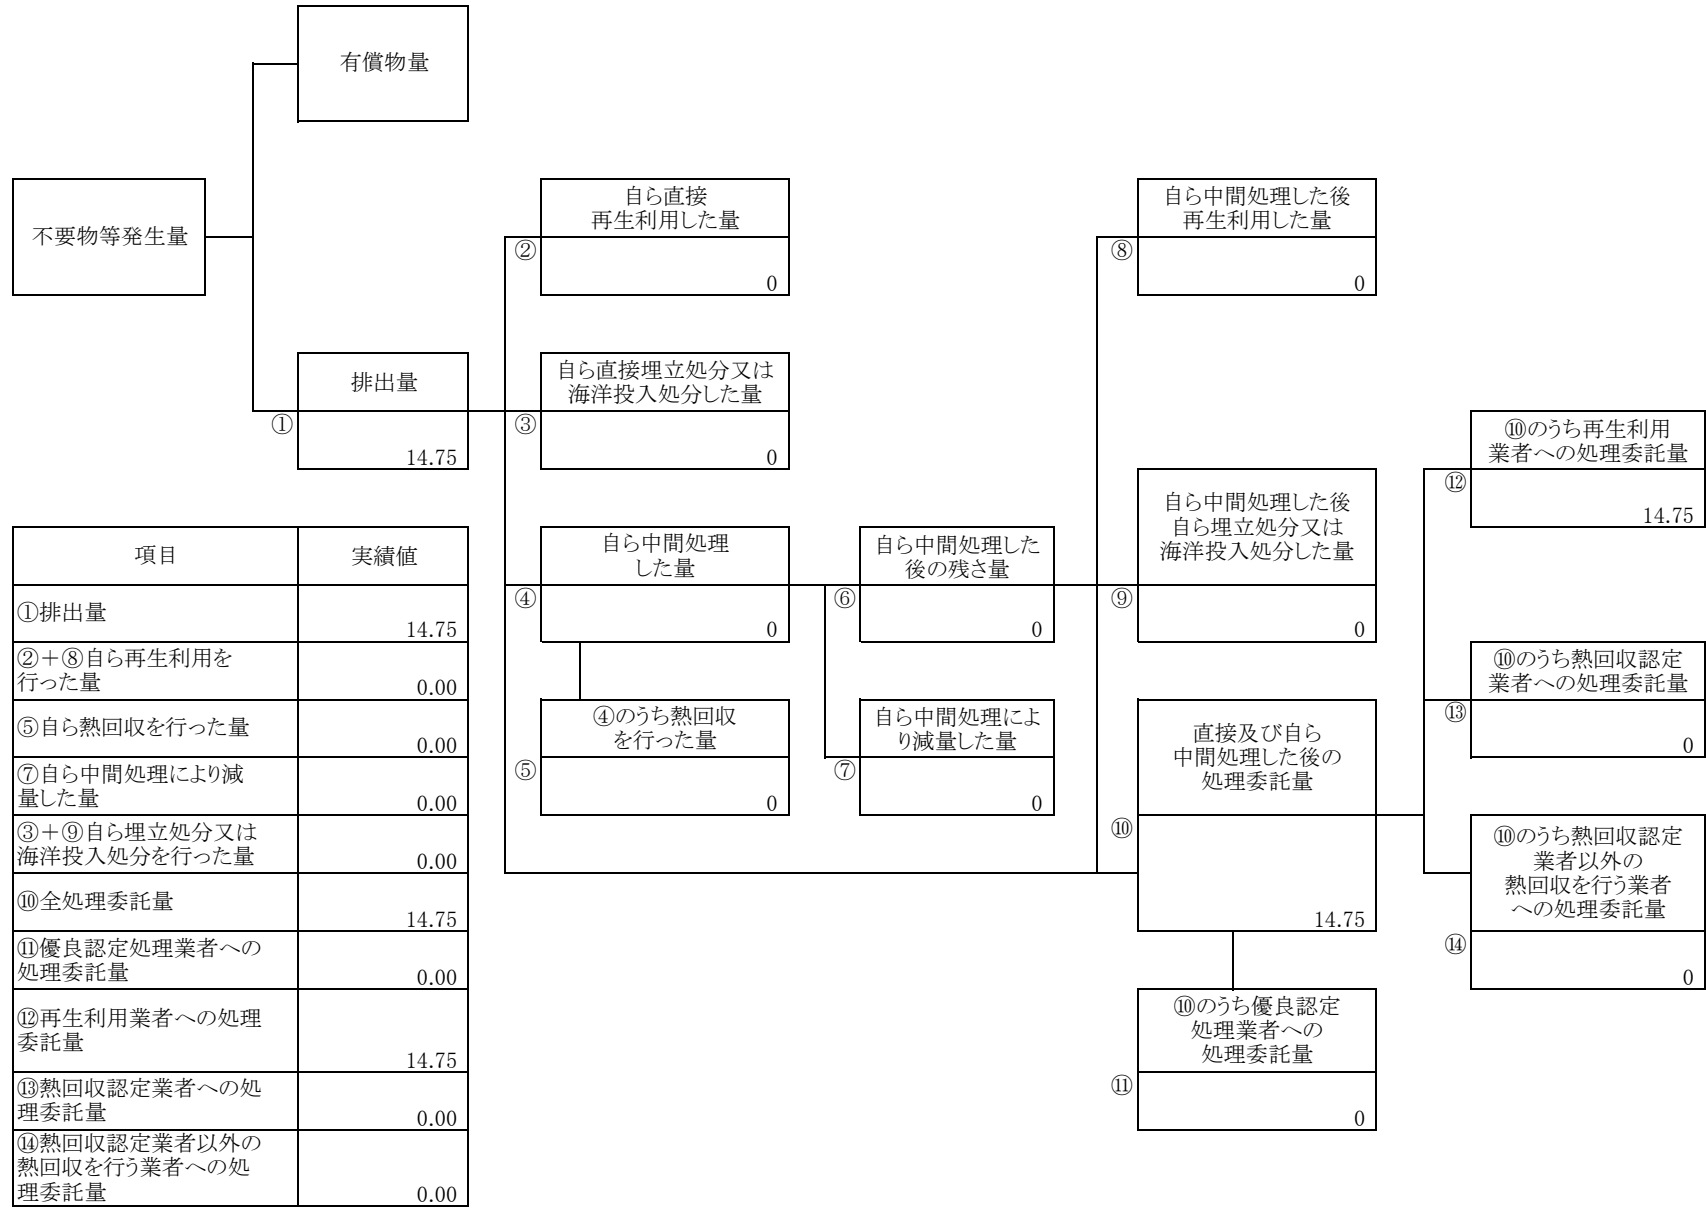 有償物量
不要物等発生量
自ら直接
再生利用した量
②
0
自ら中間処理した後
再生利用した量
⑧
0
排出量
①
14.75
自ら直接埋立処分又は
海洋投入処分した量
③
0
⑩のうち再生利用
業者への処理委託量
⑫
14.75
自ら中間処理した後
自ら埋立処分又は
海洋投入処分した量
⑨
0
自ら中間処理
した量
④
0
自ら中間処理した
後の残さ量
⑥
0
⑩のうち熱回収認定
業者への処理委託量
⑬
0
④のうち熱回収
を行った量
⑤
0
自ら中間処理によ
り減量した量
⑦
0
直接及び自ら
中間処理した後の
処理委託量
⑩
14.75
⑩のうち熱回収認定
業者以外の
熱回収を行う業者
への処理委託量
⑭
0
⑩のうち優良認定
処理業者への
処理委託量
⑪
0
項目 実績値
①排出量
14.75
②＋⑧自ら再生利用を
行った量 0.00
⑤自ら熱回収を行った量
0.00
⑦自ら中間処理により減
量した量 0.00
③＋⑨自ら埋立処分又は
海洋投入処分を行った量 0.00
⑩全処理委託量
14.75
⑪優良認定処理業者への
処理委託量 0.00
⑫再生利用業者への処理
委託量
14.75
⑬熱回収認定業者への処
理委託量 0.00
⑭熱回収認定業者以外の
熱回収を行う業者への処
理委託量 0.00